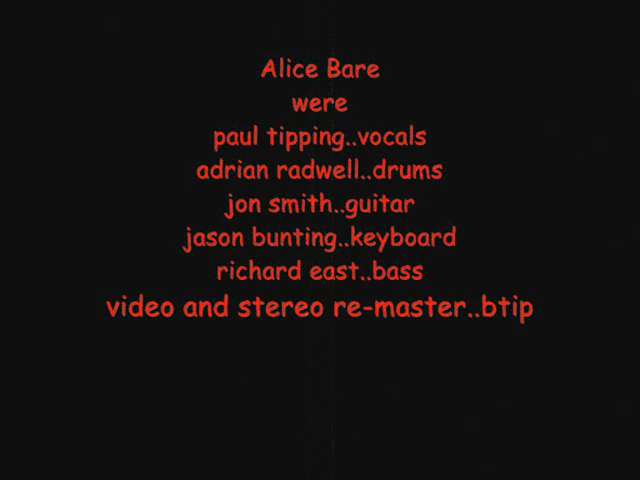 Alice Bare
were
paul tipping..vocals
adrian radwell..drums
jon smith..guitar
jason bunting..keyboard
richard east..bass
video and stereo re-master..btip